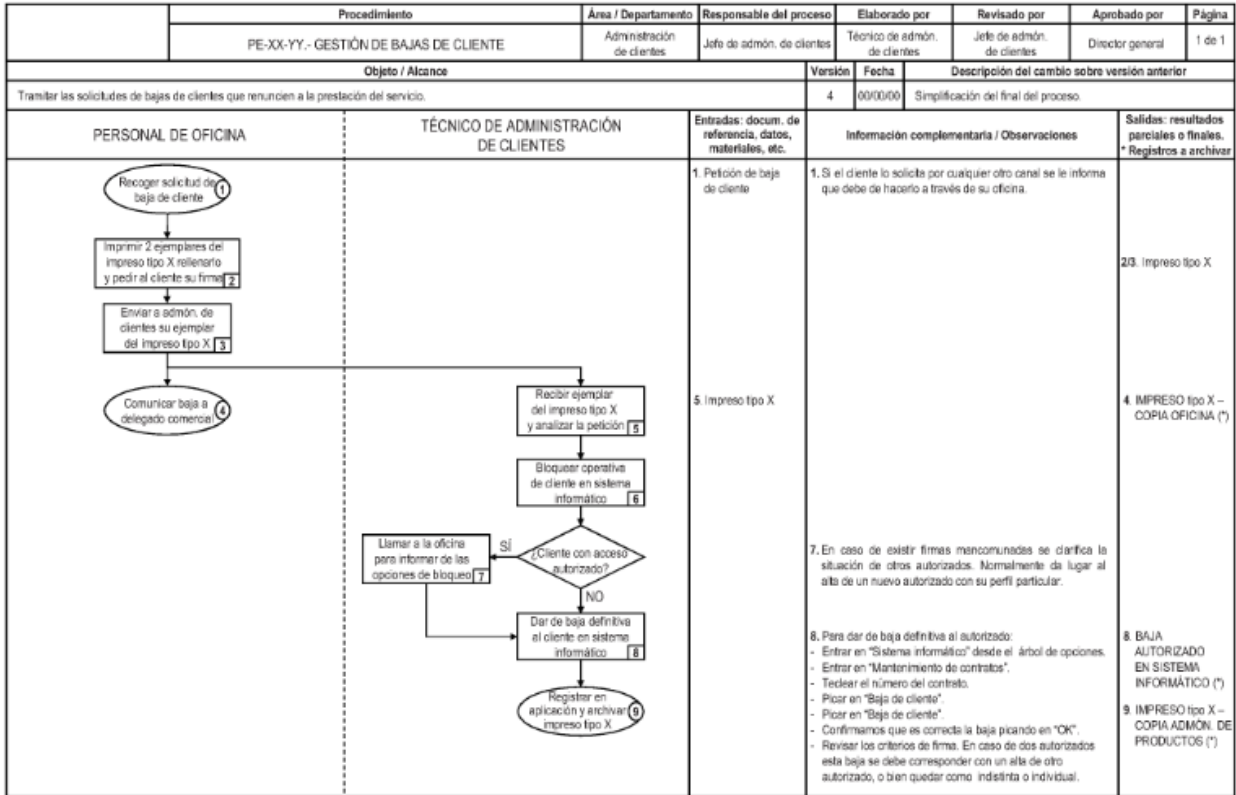 Procedimiento
Área / Departamento
Responsable del proceso
Elaborado por
Revisado por
Aprobado por
Página
PE-XX-YY.- GESTIÓN DE BAJAS DE CLIENTE
Administración
de clientes
Jefe de admón. de clientes
Técnico de admón.
de clientes
Jefe de admón.
de clientes
Director general
1 de 1
Objeto / Alcance
Versión
Fecha
Descripción del cambio sobre versión anterior
Tramitar las solicitudes de bajas de clientes que renuncien a la prestación del servicio.
4
00/00/00
Simplificación del final del proceso.
PERSONAL DE OFICINA
TÉCNICO DE ADMINISTRACIÓN
DE CLIENTES
Entradas: docum. de
referencia, datos,
materiales, etc.
Información complementaria / Observaciones
Salidas: resultados
parciales o finales.
* Registros a archivar
Recoger solicitud de
baja de cliente
1
Imprimir 2 ejemplares del
impreso tipo X rellenarlo
y pedir al cliente su firma
2
Enviar a admón. de
clientes su ejemplar
del impreso tipo X
3
Comunicar baja a
delegado comercial
4
Recibir ejemplar
del impreso tipo X
y analizar la petición
5
Bloquear operativa
de cliente en sistema
informático
6
¿Cliente con acceso
autorizado?
SÍ
NO
Llamar a la oficina
para informar de las
opciones de bloqueo
7
Dar de baja definitiva
al cliente en sistema
informático
8
Registrar en
aplicación y archivar
impreso tipo X
9
1. Petición de baja
de cliente
5. Impreso tipo X
1. Si el cliente lo solicita por cualquier otro canal se le informa
que debe de hacerlo a través de su oficina.
7. En caso de existir firmas mancomunadas se clarifica la
situación de otros autorizados. Normalmente da lugar al
alta de un nuevo autorizado con su perfil particular.
8. Para dar de baja definitiva al autorizado:
- Entrar en "Sistema informático" desde el árbol de opciones.
- Entrar en "Mantenimiento de contratos".
- Teclear el número del contrato.
- Picar en "Baja de cliente".
- Picar en "Baja de cliente".
- Confirmamos que es correcta la baja picando en "OK".
- Revisar los criterios de firma. En caso de dos autorizados
esta baja se debe corresponder con un alta de otro
autorizado, o bien quedar como indistinta o individual.
2/3. Impreso tipo X
4. IMPRESO tipo X –
COPIA OFICINA (*)
8. BAJA
AUTORIZADO
EN SISTEMA
INFORMÁTICO (*)
9. IMPRESO tipo X –
COPIA ADMÓN. DE
PRODUCTOS (*)